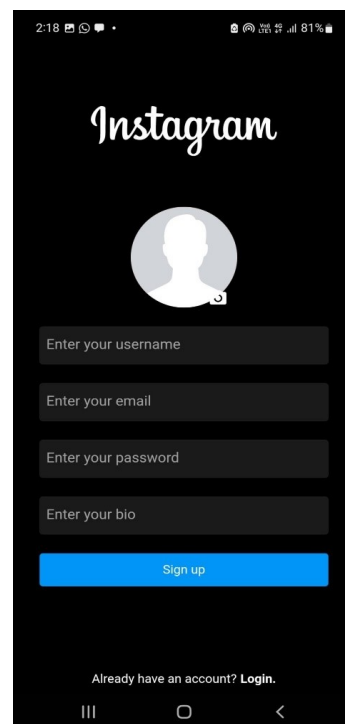 2:18
81%
Instagram
Enter your username
Enter your email
Enter your password
Enter your bio
Sign up
Already have an account? Login.